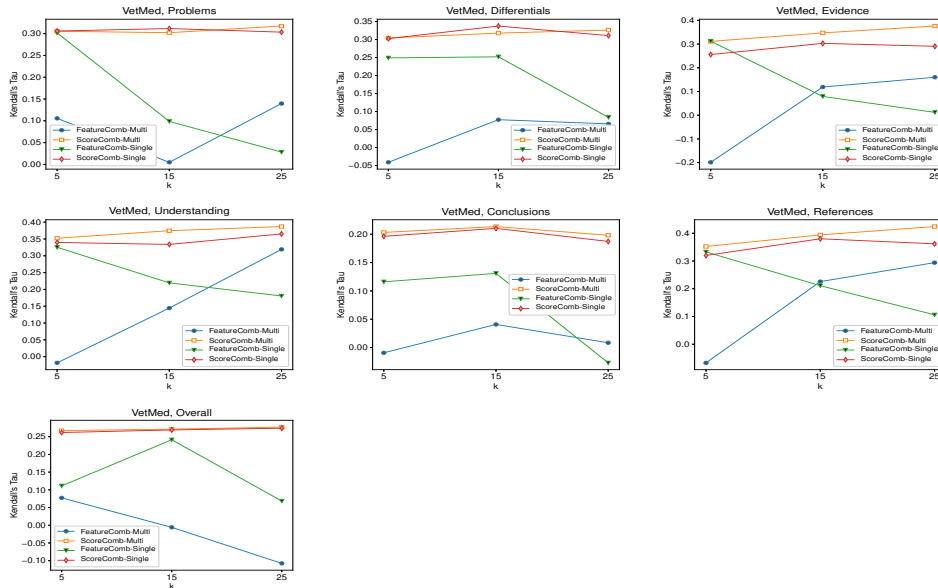 VetMed, Problems
Kendall's Tau
0.30
0.25
0.20
0.15
0.10
0.05
0.00
FeatureComb-Multi
ScoreComb-Multi
FeatureComb-Single
ScoreComb-Single
5
15
25
k
VetMed, Differentials
Kendall's Tau
0.35
0.30
0.25
0.20
0.15
0.10
0.05
0.00
−0.05
FeatureComb-Multi
ScoreComb-Multi
FeatureComb-Single
ScoreComb-Single
5
15
25
k
VetMed, Evidence
Kendall's Tau
0.4
0.3
0.2
0.1
0.0
−0.1
−0.2
FeatureComb-Multi
ScoreComb-Multi
FeatureComb-Single
ScoreComb-Single
5
15
25
k
VetMed, Understanding
Kendall's Tau
0.40
0.35
0.30
0.25
0.20
0.15
0.10
0.05
0.00
FeatureComb-Multi
ScoreComb-Multi
FeatureComb-Single
ScoreComb-Single
5
15
25
k
VetMed, Conclusions
Kendall's Tau
0.20
0.15
0.10
0.05
0.00
FeatureComb-Multi
ScoreComb-Multi
FeatureComb-Single
ScoreComb-Single
5
15
25
k
VetMed, References
Kendall's Tau
0.4
0.3
0.2
0.1
0.0
FeatureComb-Multi
ScoreComb-Multi
FeatureComb-Single
ScoreComb-Single
5
15
25
k
VetMed, Overall
Kendall's Tau
0.25
0.20
0.15
0.10
0.05
0.00
−0.05
−0.10
FeatureComb-Multi
ScoreComb-Multi
FeatureComb-Single
ScoreComb-Single
5
15
25
k